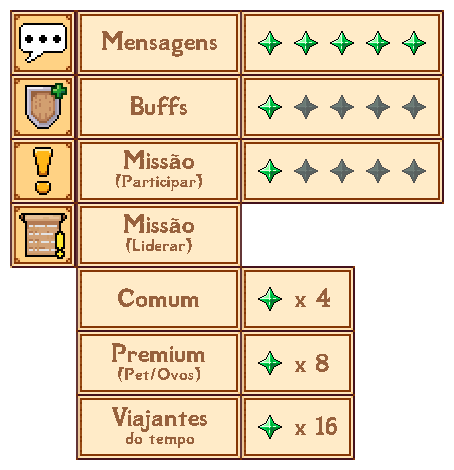 Mensagens
Buffs
Missão
(Participar)
Missão
(Liderar)
Comum
x 4
Premium
(Pet/Ovos)
x 8
Viajantes
do tempo
x 16